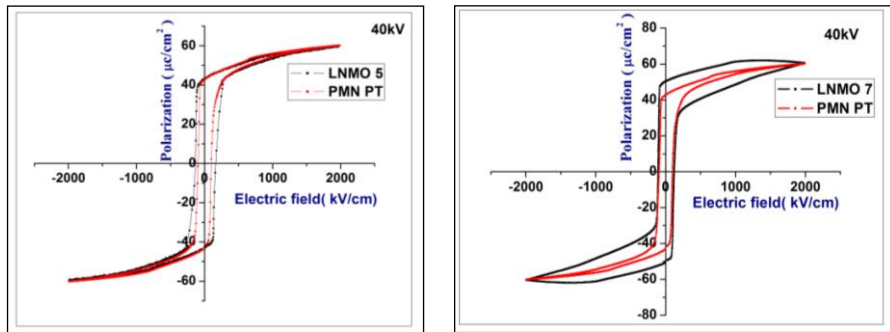 40kV
60
40
20
0
-20
-40
-60
Polarization ( μc/cm² )
LNMO 5
PMN PT
-2000 -1000 0 1000 2000
Electric field( kV/cm)
40kV
80
60
40
20
0
-20
-40
-60
-80
Polarization ( μc/cm² )
LNMO 7
PMN PT
-2000 -1000 0 1000 2000
Electric field( kV/cm)